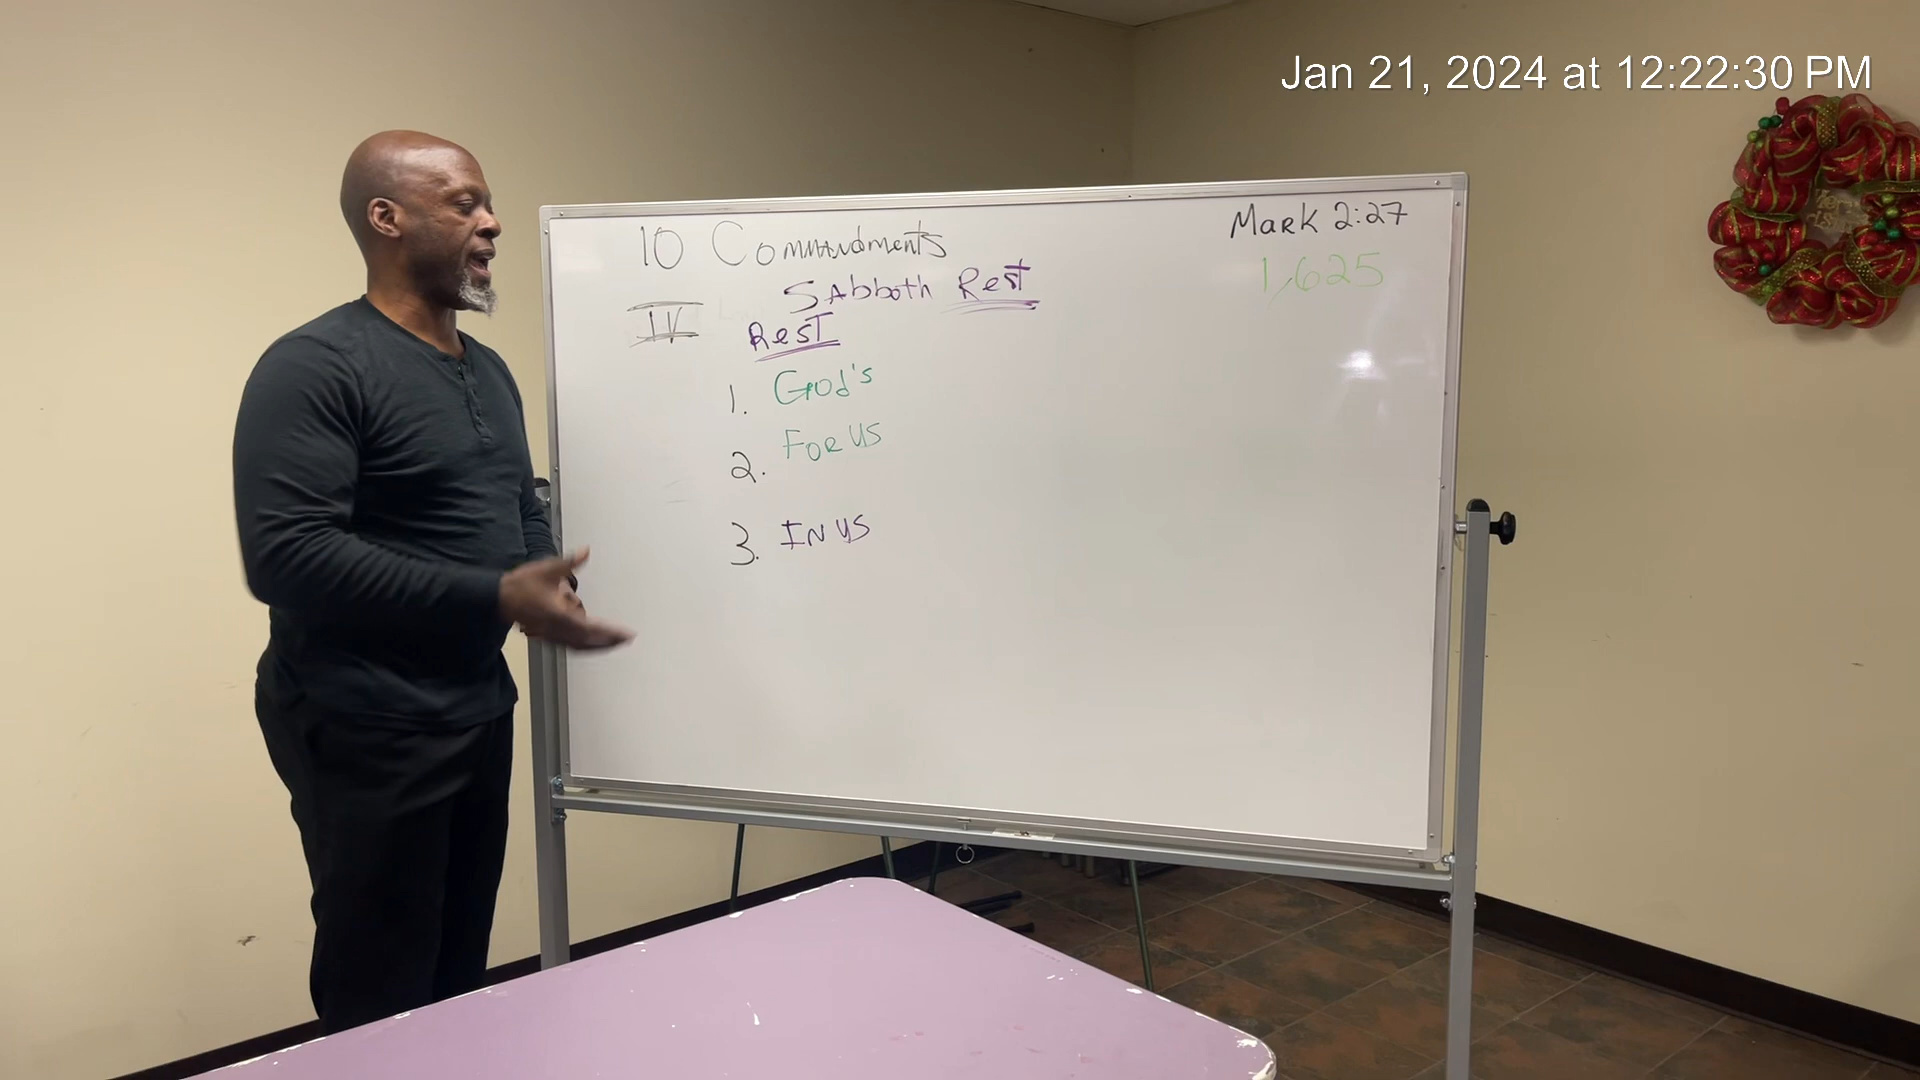 Jan 21, 2024 at 12:22:30 PM
10 Commandments
Mark 2:27
1,625
Sabboth Rest
IV
Rest
1. God's
2. For us
3. In us